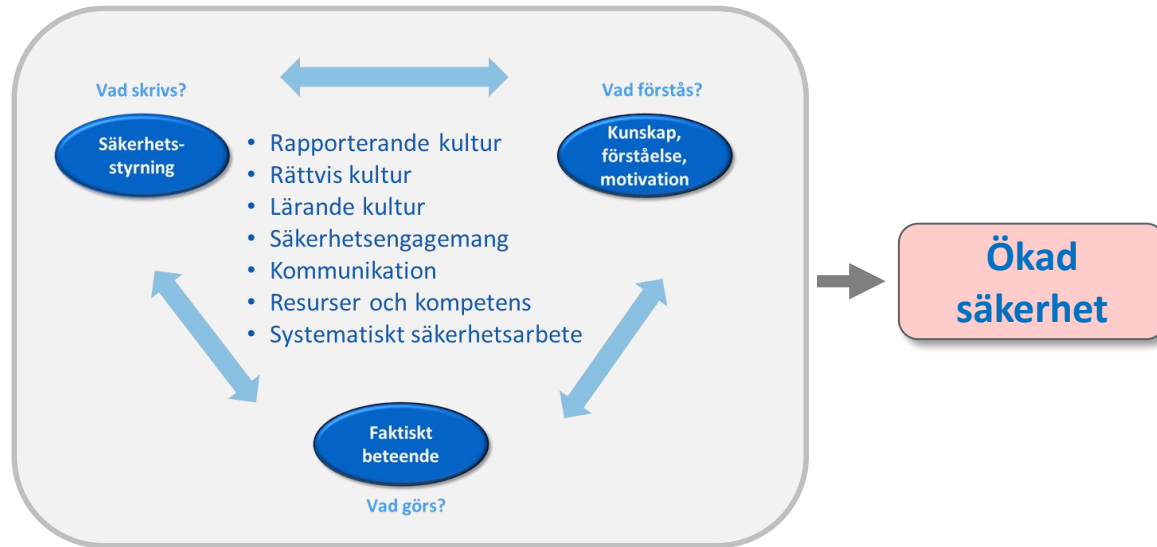 Vad skrivs?
Vad förstås?
Säkerhets-
styrning
Kunskap,
förståelse,
motivation
• Rapporterande kultur
• Rättvis kultur
• Lärande kultur
• Säkerhetsengagemang
• Kommunikation
• Resurser och kompetens
• Systematiskt säkerhetsarbete
Faktiskt
beteende
Vad görs?
Ökad
säkerhet